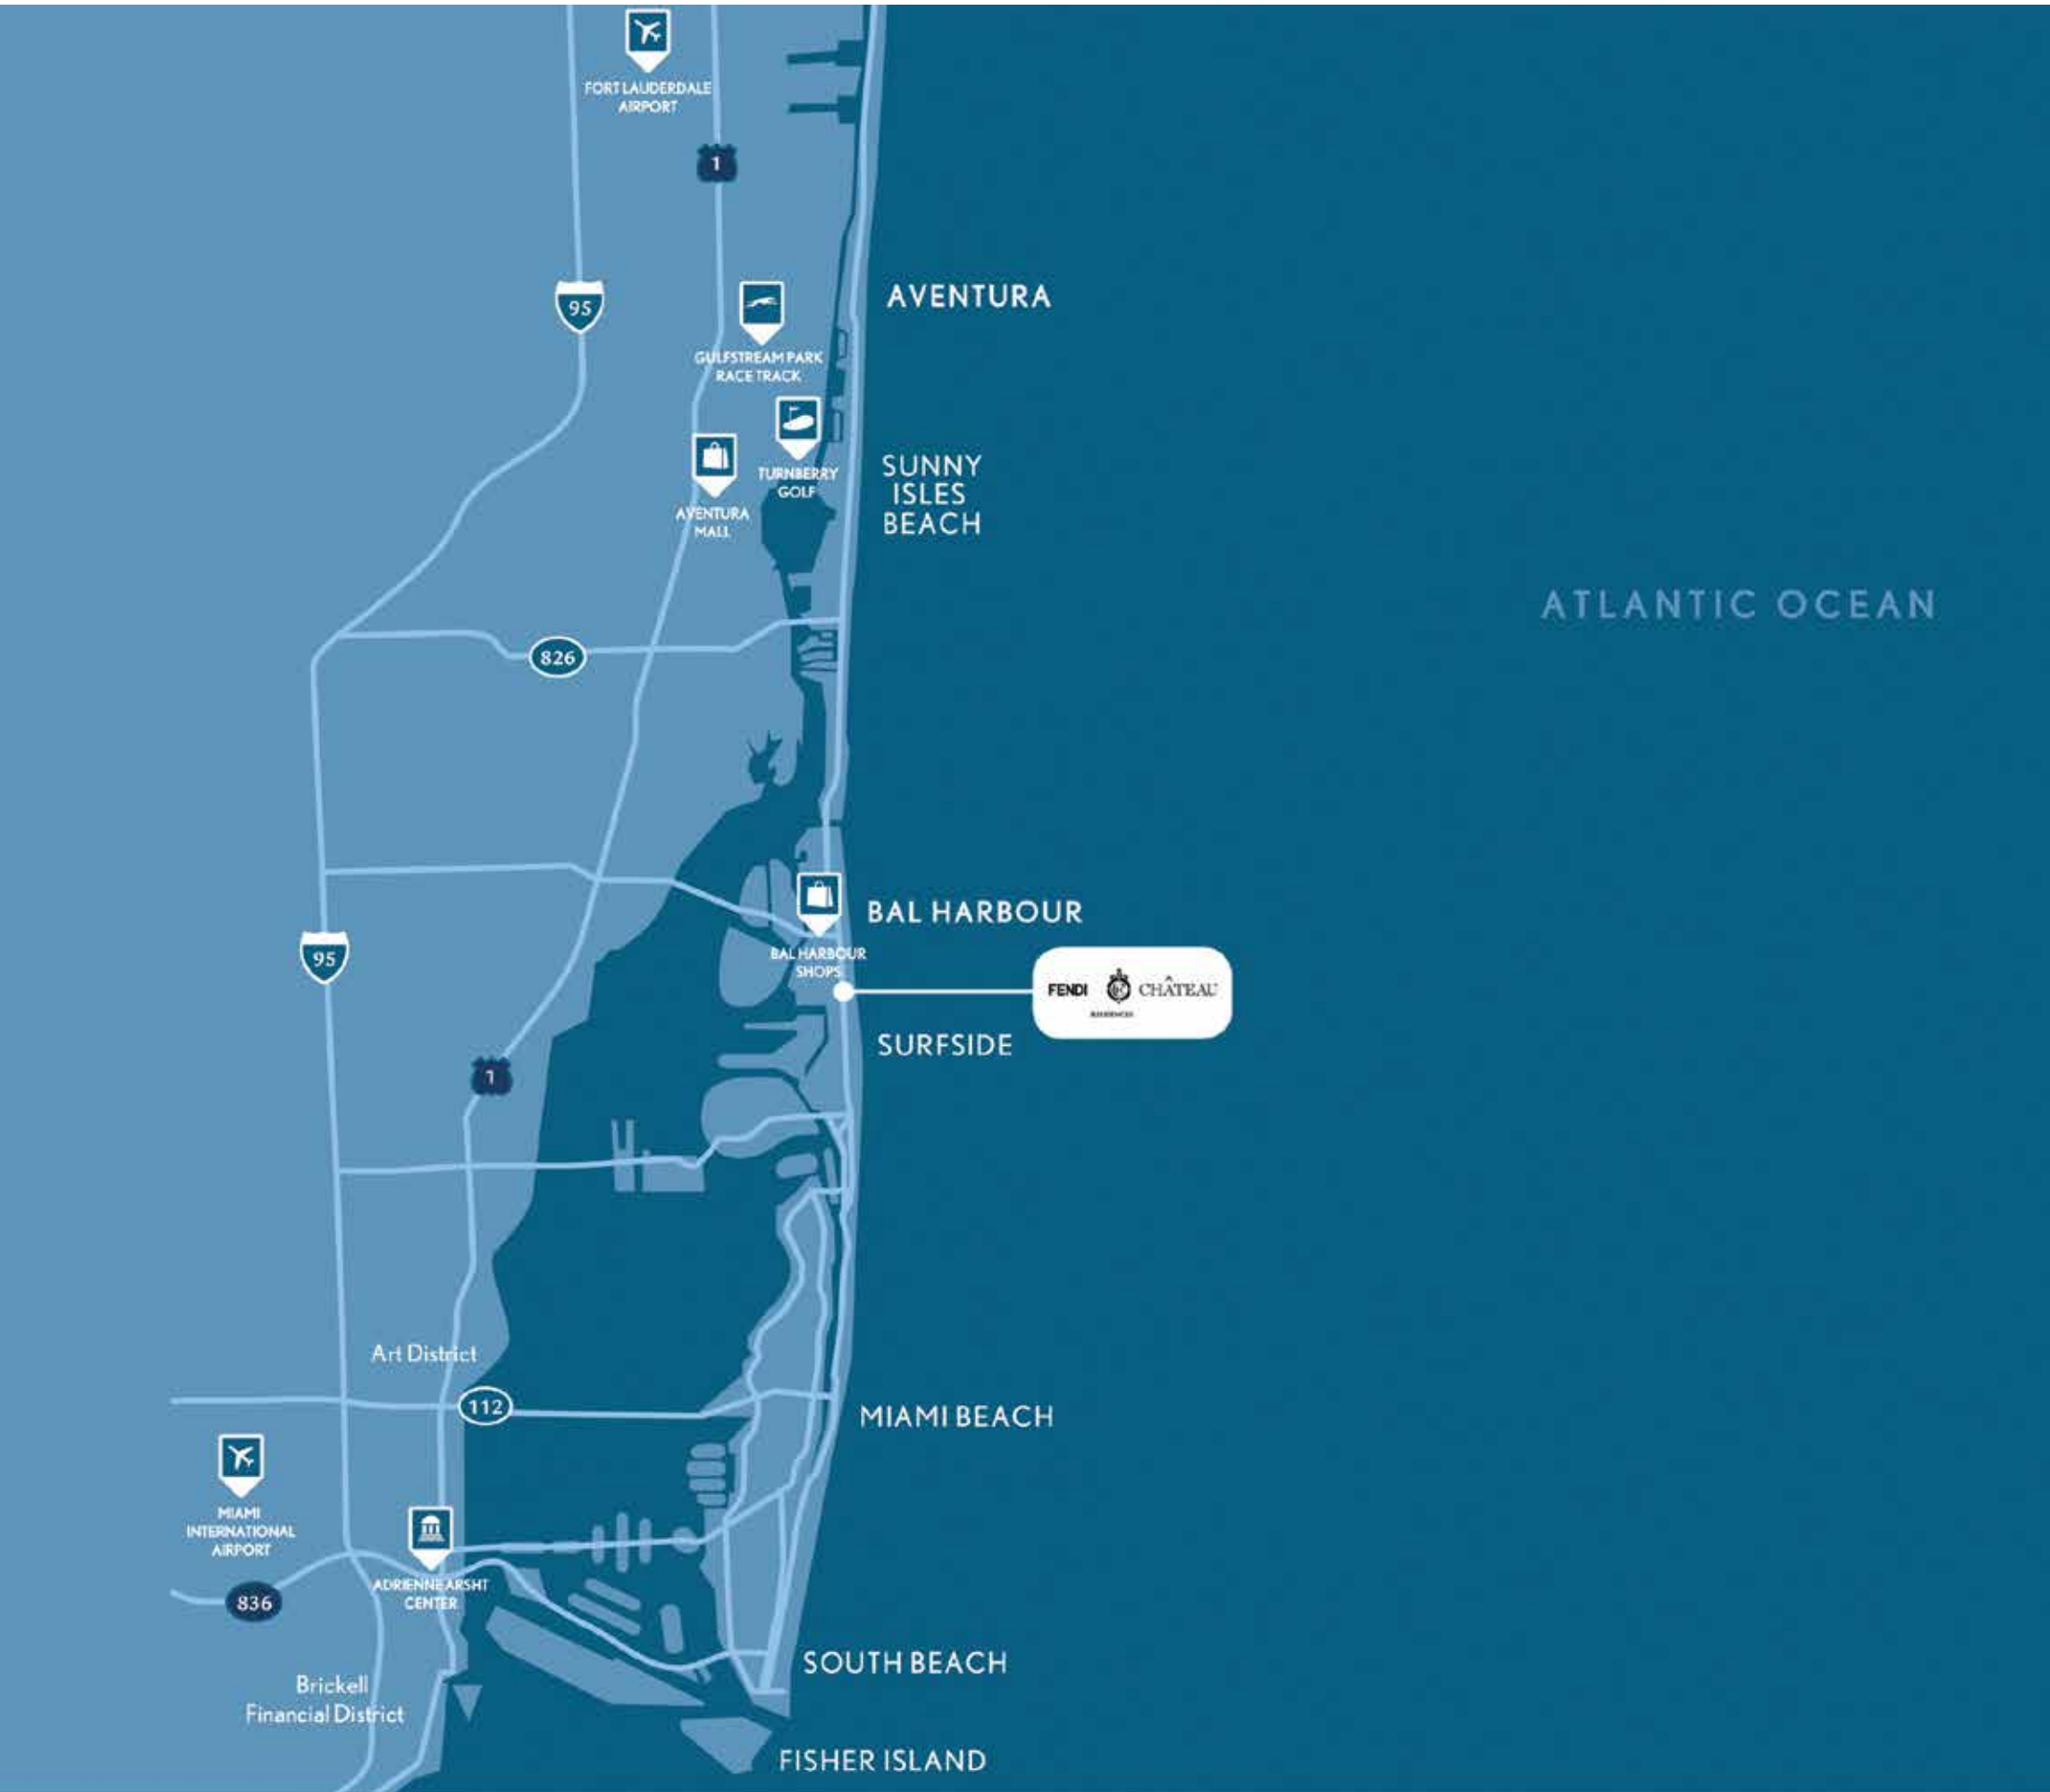 FORT LAUDERDALE
AIRPORT
1
95
AVENTURA
GULFSTREAM PARK
RACE TRACK
TURNBERRY
GOLF
SUNNY
ISLES
BEACH
AVENTURA
MALL
ATLANTIC OCEAN
826
BAL HARBOUR
95
BAL HARBOUR
SHOPS
FENDI CHÂTEAU
RESIDENCES
SURFSIDE
1
Art District
112
MIAMI BEACH
MIAMI
INTERNATIONAL
AIRPORT
ADRIENNE ARSHT
CENTER
836
SOUTH BEACH
Brickell
Financial District
FISHER ISLAND